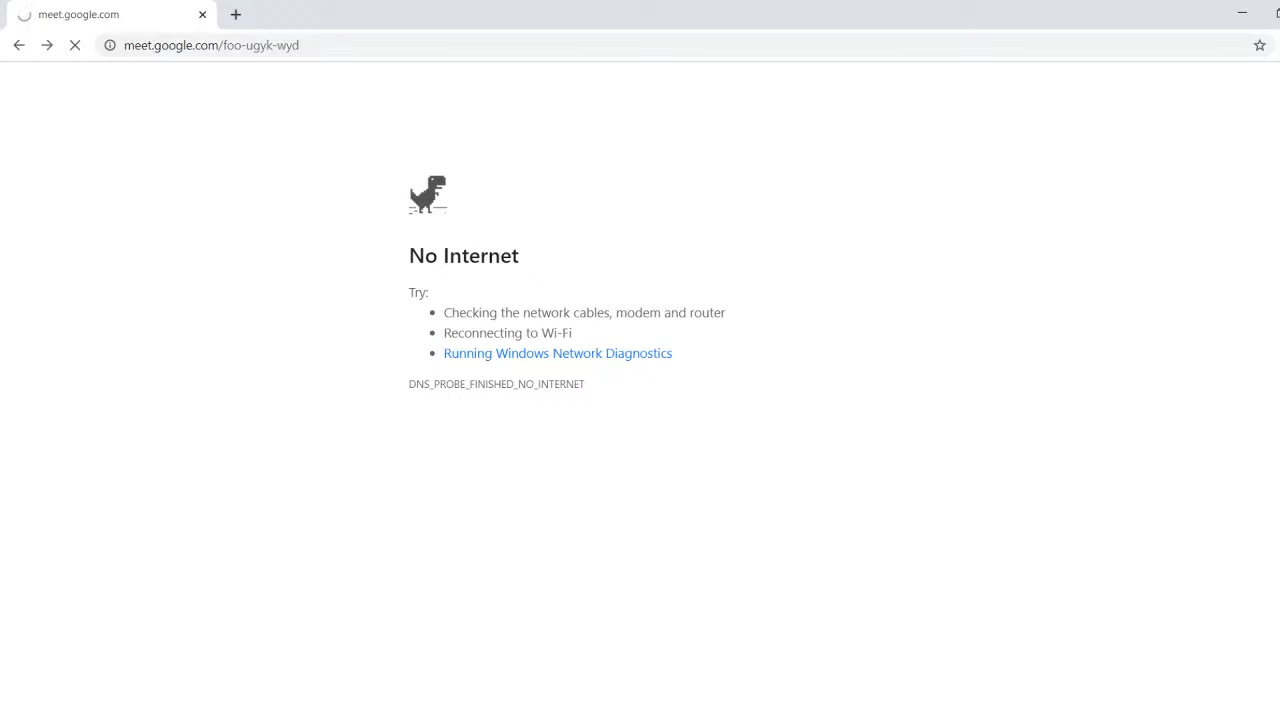 meet.google.com
meet.google.com/foo-ugyk-wyd
No Internet
Try:
Checking the network cables, modem and router
Reconnecting to Wi-Fi
Running Windows Network Diagnostics
DNS_PROBE_FINISHED_NO_INTERNET